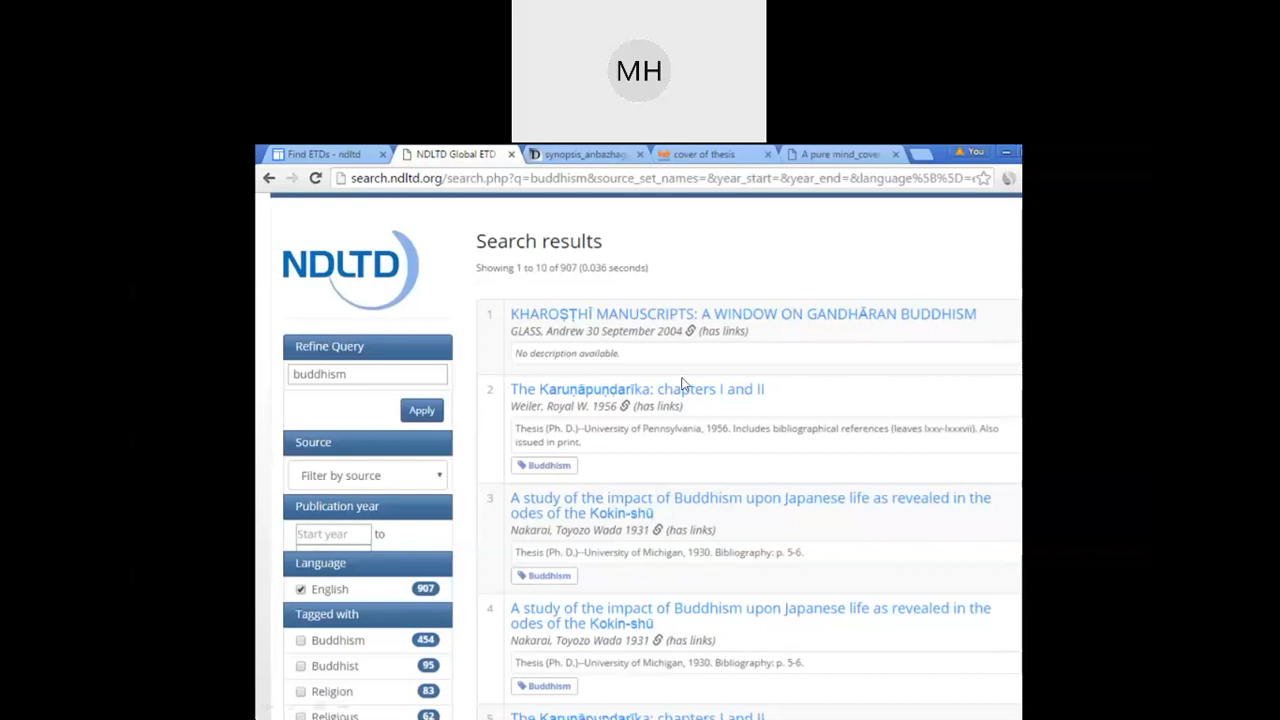 MH
Find ETDs - ndltd
NDLTD Global ETD
synopsis_anbazhag
cover of thesis
A pure mind_cove
You
search.ndltd.org/search.php?q=buddhism&source_set_names=&year_start=&year_end=&language%5B%5D=e
NDLTD
Search results
Showing 1 to 10 of 907 (0.036 seconds)
1 KHAROṢṬHĪ MANUSCRIPTS: A WINDOW ON GANDHĀRAN BUDDHISM
GLASS, Andrew 30 September 2004 (has links)
No description available.
Refine Query
buddhism
Apply
2 The Karuṇāpuṇḍarīka: chapters I and II
Weiler, Royal W. 1956 (has links)
Thesis (Ph. D.)--University of Pennsylvania, 1956. Includes bibliographical references (leaves lxxv-lxxxvii). Also
issued in print.
Buddhism
Source
Filter by source
Publication year
Start year to
Language
English 907
Tagged with
Buddhism 454
Buddhist 95
Religion 83
Religious 62
3 A study of the impact of Buddhism upon Japanese life as revealed in the
odes of the Kokin-shū
Nakarai, Toyozo Wada 1931 (has links)
Thesis (Ph. D.)--University of Michigan, 1930. Bibliography: p. 5-6.
Buddhism
4 A study of the impact of Buddhism upon Japanese life as revealed in the
odes of the Kokin-shū
Nakarai, Toyozo Wada 1931 (has links)
Thesis (Ph. D.)--University of Michigan, 1930. Bibliography: p. 5-6.
Buddhism
5 The Karuṇāpuṇḍarīka: chapters I and II